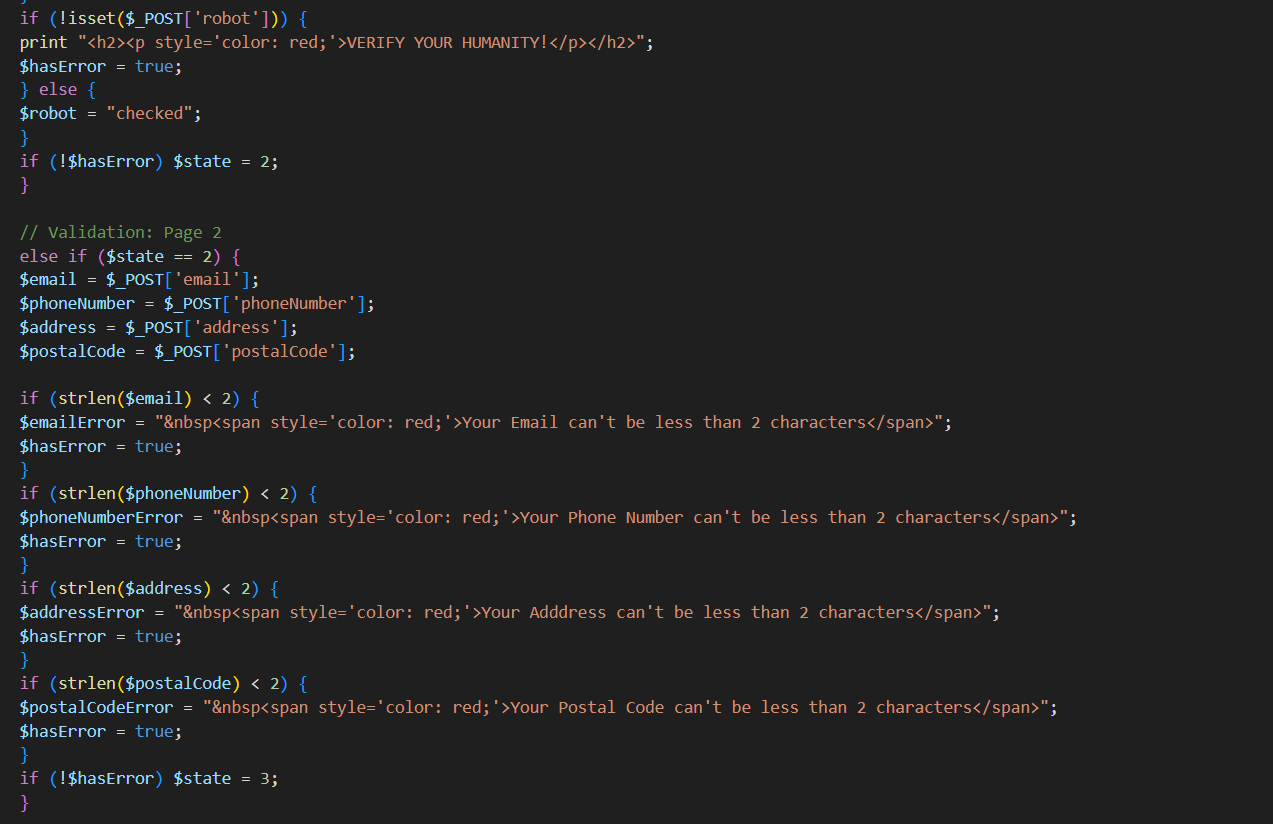 if (!isset($_POST['robot'])) {
print "<h2><p style='color: red;'>VERIFY YOUR HUMANITY!</p></h2>";
$hasError = true;
} else {
$robot = "checked";
}
if (!$hasError) $state = 2;
}
// Validation: Page 2
else if ($state == 2) {
$email = $_POST['email'];
$phoneNumber = $_POST['phoneNumber'];
$address = $_POST['address'];
$postalCode = $_POST['postalCode'];
if (strlen($email) < 2) {
$emailError = "&nbsp<span style='color: red;'>Your Email can't be less than 2 characters</span>";
$hasError = true;
}
if (strlen($phoneNumber) < 2) {
$phoneNumberError = "&nbsp<span style='color: red;'>Your Phone Number can't be less than 2 characters</span>";
$hasError = true;
}
if (strlen($address) < 2) {
$addressError = "&nbsp<span style='color: red;'>Your Adddress can't be less than 2 characters</span>";
$hasError = true;
}
if (strlen($postalCode) < 2) {
$postalCodeError = "&nbsp<span style='color: red;'>Your Postal Code can't be less than 2 characters</span>";
$hasError = true;
}
if (!$hasError) $state = 3;
}